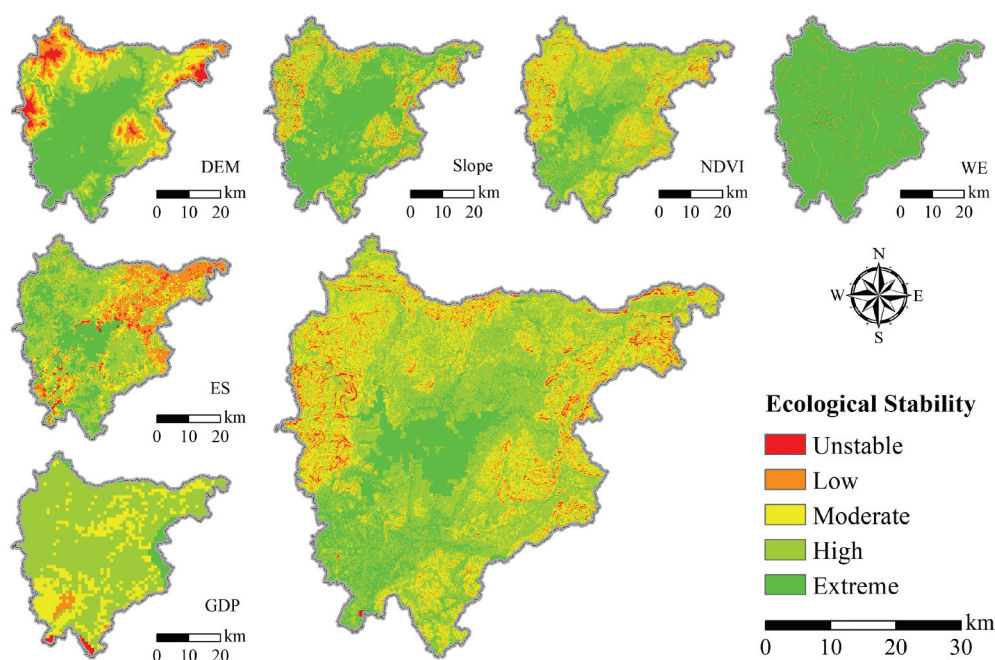 DEM
km
0 10 20
Slope
km
0 10 20
NDVI
km
0 10 20
WE
km
0 10 20
ES
km
0 10 20
GDP
km
0 10 20
N
W E
S
Ecological Stability
Unstable
Low
Moderate
High
Extreme
km
0 10 20 30